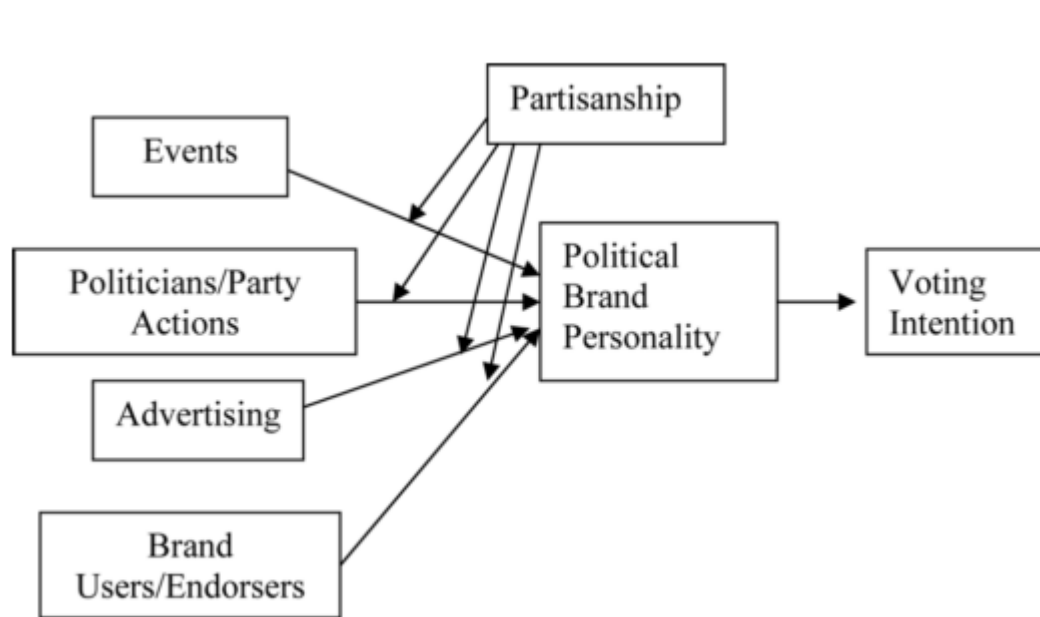 Partisanship
Events
Politicians/Party
Actions
Political
Brand
Personality
Voting
Intention
Advertising
Brand
Users/Endorsers